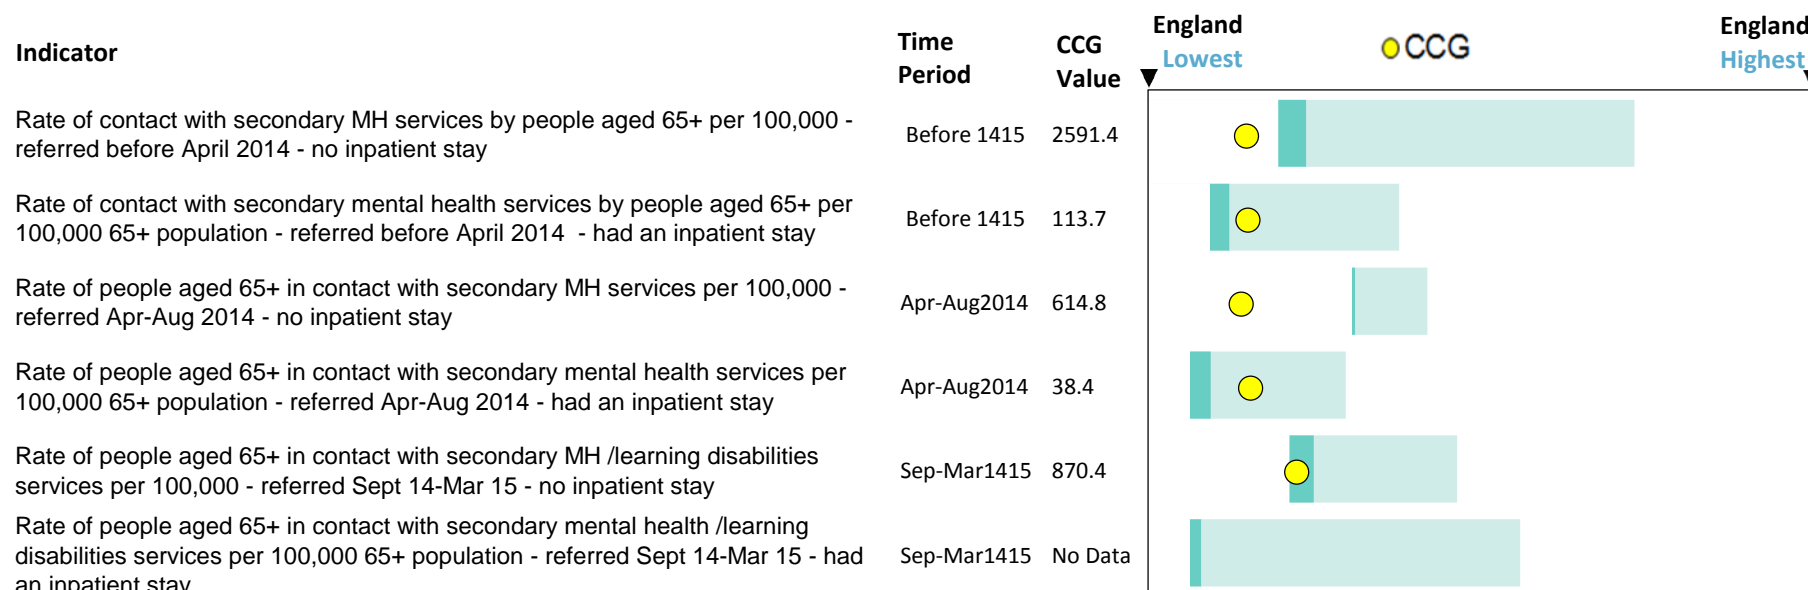 Indicator
Time Period
CCG Value
England Lowest
CCG
England Highest
Rate of contact with secondary MH services by people aged 65+ per 100,000 -
referred before April 2014 - no inpatient stay
Before 1415
2591.4
Rate of contact with secondary mental health services by people aged 65+ per
100,000 65+ population - referred before April 2014  - had an inpatient stay
Before 1415
113.7
Rate of people aged 65+ in contact with secondary MH services per 100,000 -
referred Apr-Aug 2014 - no inpatient stay
Apr-Aug2014
614.8
Rate of people aged 65+ in contact with secondary mental health services per
100,000 65+ population - referred Apr-Aug 2014 - had an inpatient stay
Apr-Aug2014
38.4
Rate of people aged 65+ in contact with secondary MH /learning disabilities
services per 100,000 - referred Sept 14-Mar 15 - no inpatient stay
Sep-Mar1415
870.4
Rate of people aged 65+ in contact with secondary mental health /learning
disabilities services per 100,000 65+ population - referred Sept 14-Mar 15 - had
an inpatient stay
Sep-Mar1415
No Data